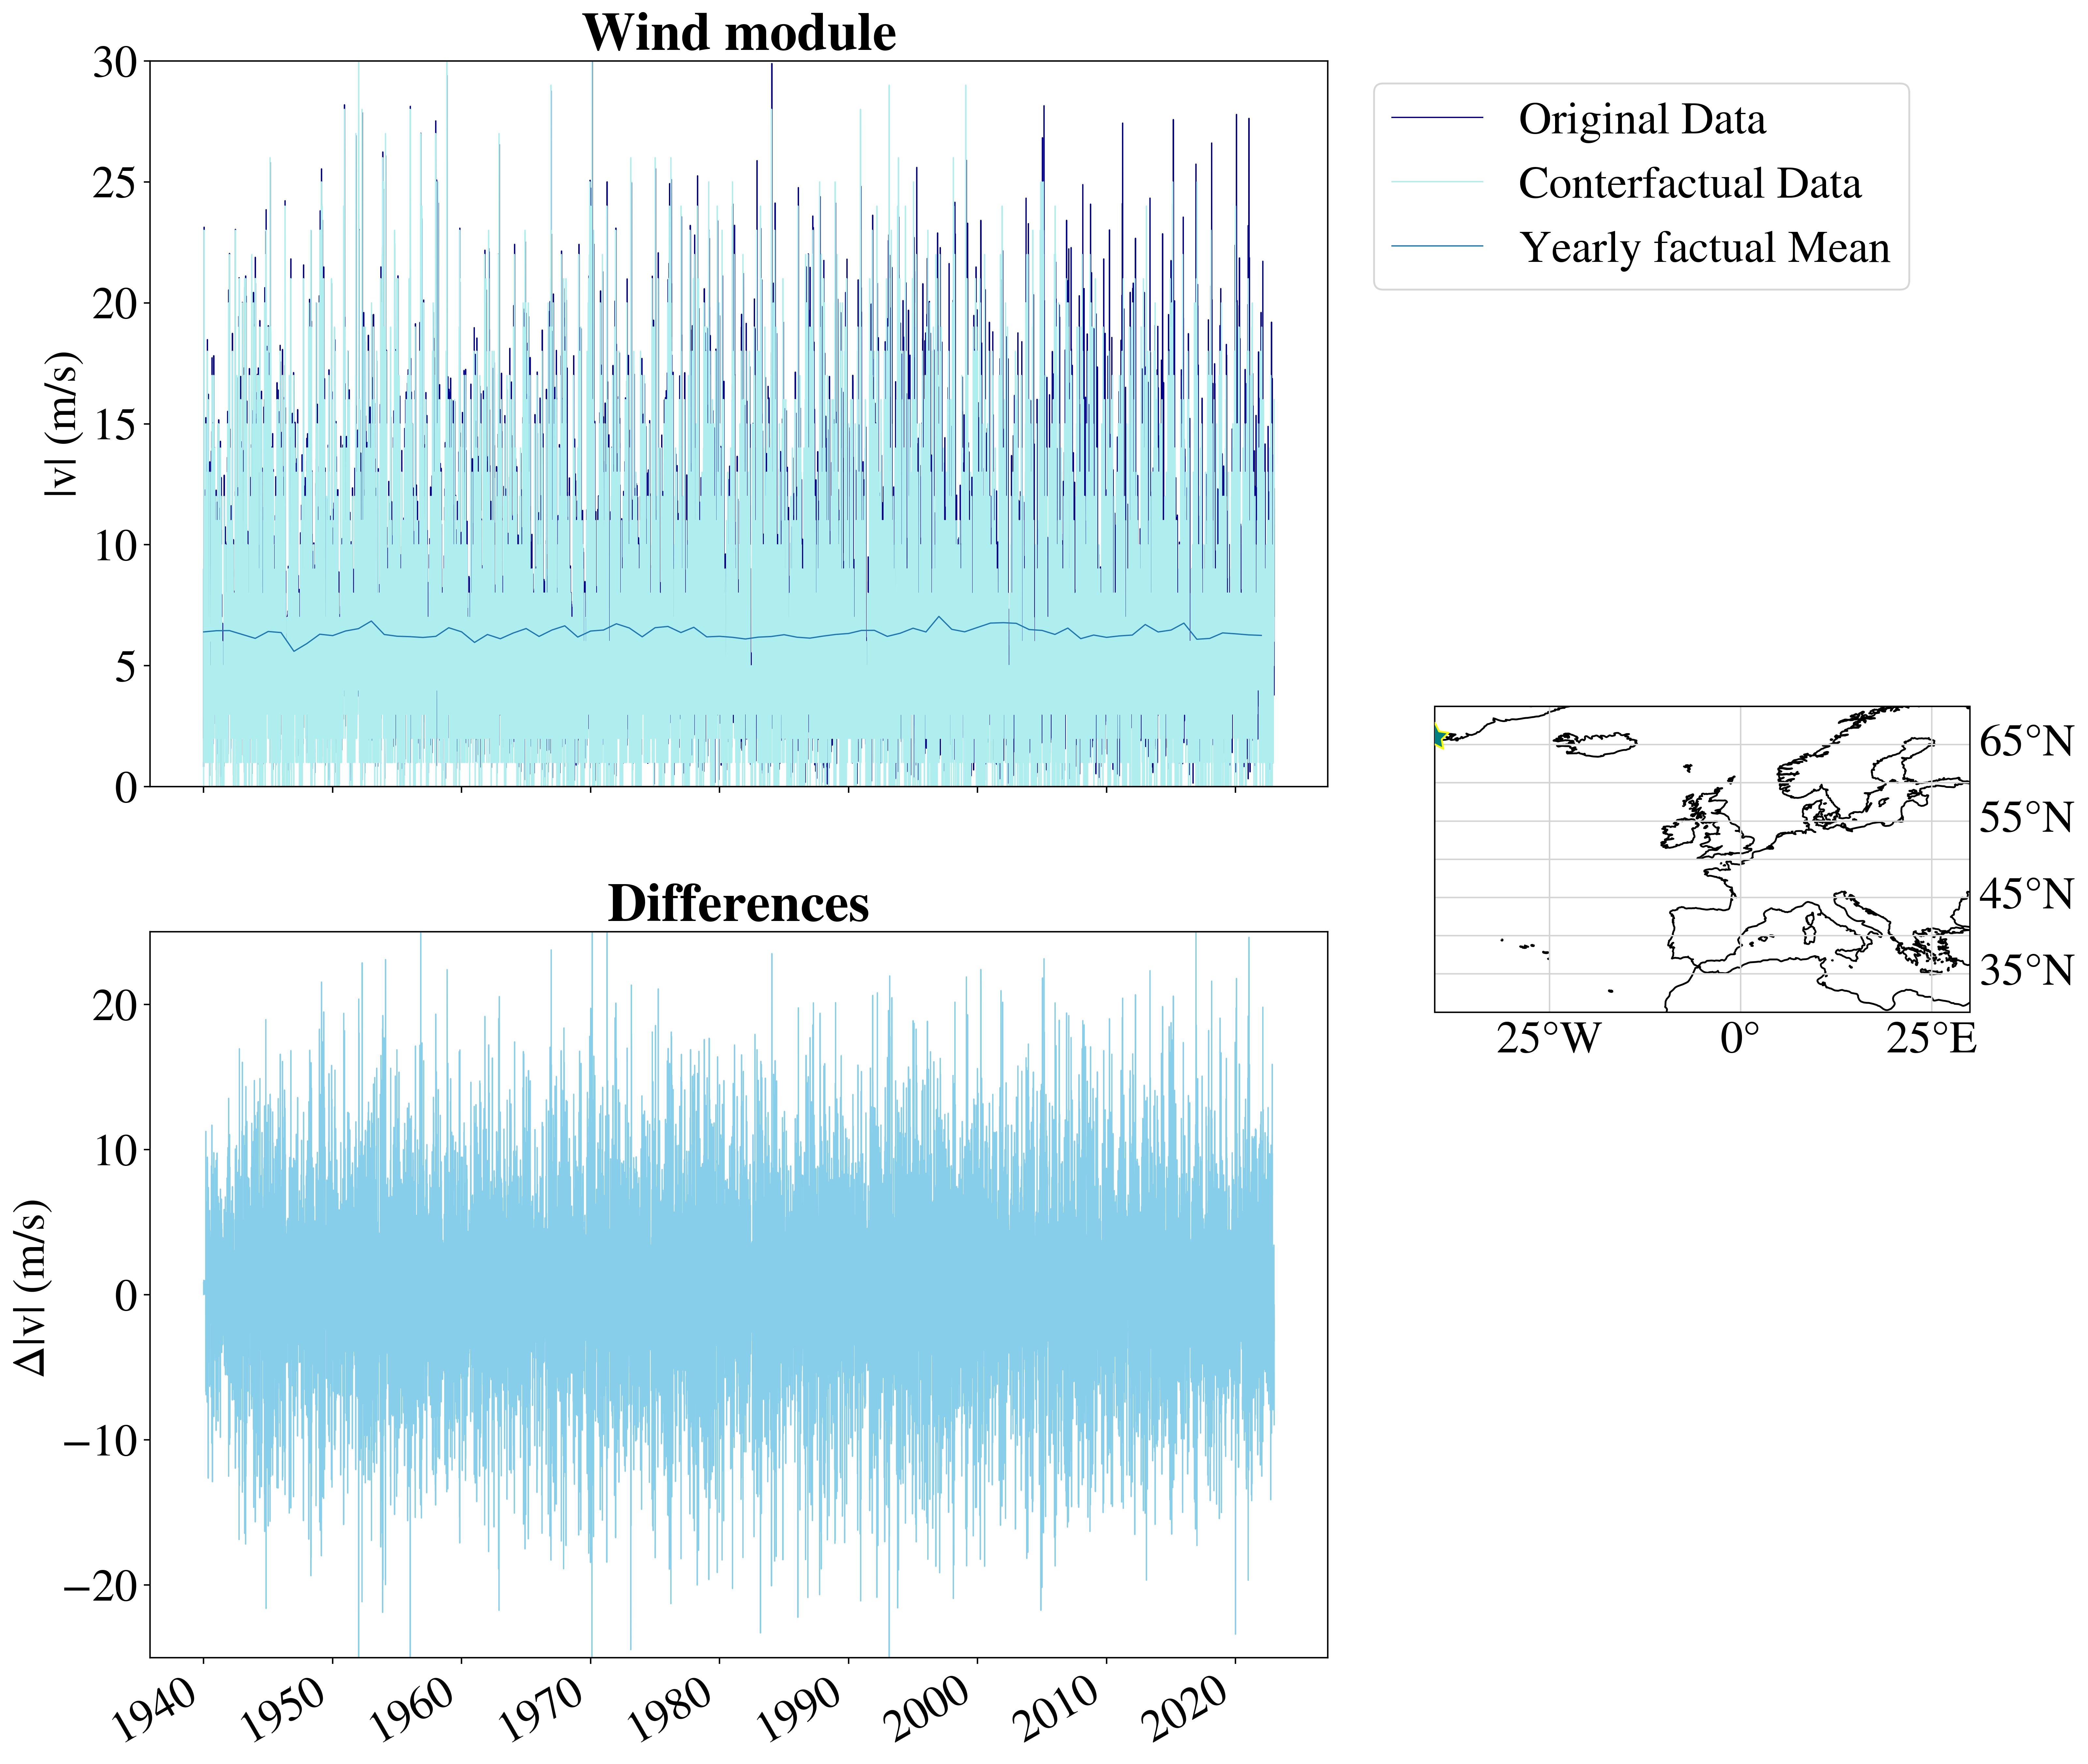 Wind module
30
25
20
15
10
5
0
|v| (m/s)
Original Data
Conterfactual Data
Yearly factual Mean
65°N
55°N
45°N
35°N
25°W 0° 25°E
Differences
20
10
0
−10
−20
Δ|v| (m/s)
1940 1950 1960 1970 1980 1990 2000 2010 2020